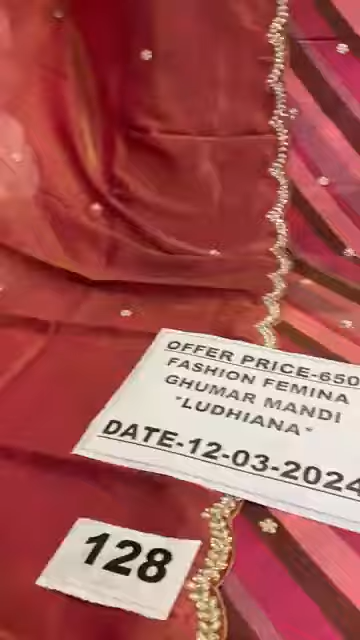 OFFER PRICE-650
FASHION FEMINA
GHUMAR MANDI
"LUDHIANA"
DATE-12-03-2024
128